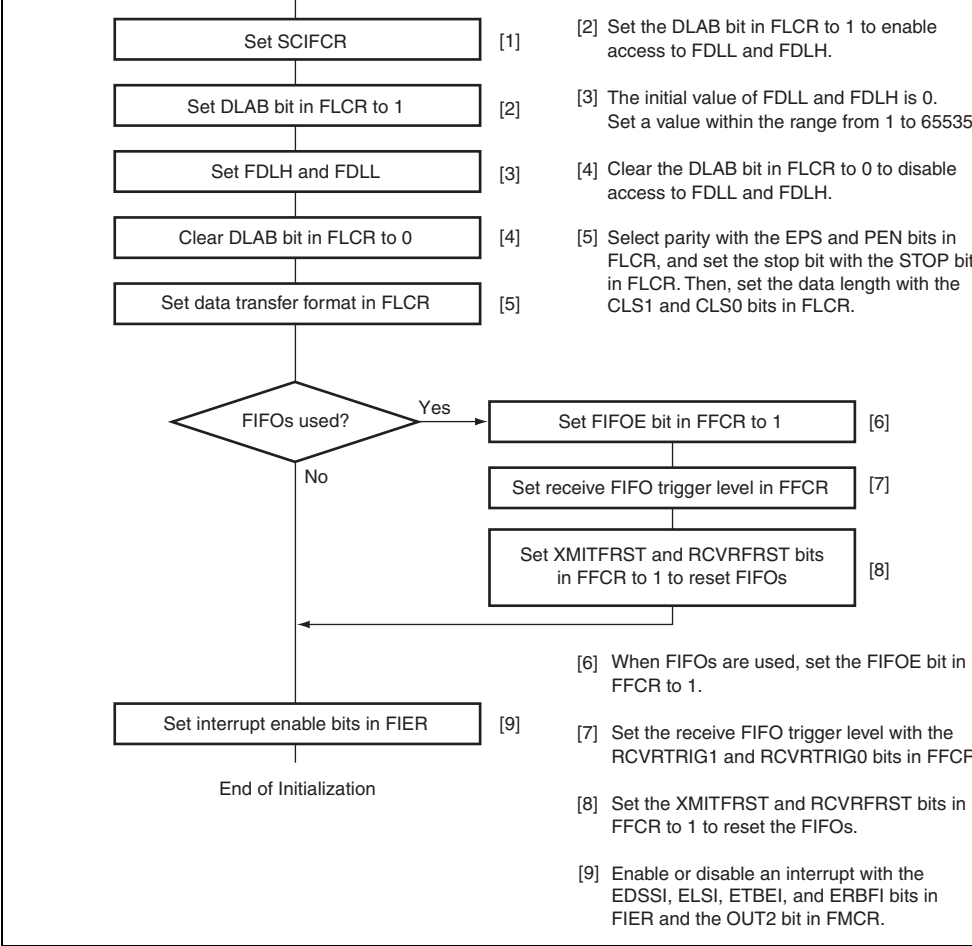 Set SCIFCR [1]
Set DLAB bit in FLCR to 1 [2]
Set FDLH and FDLL [3]
Clear DLAB bit in FLCR to 0 [4]
Set data transfer format in FLCR [5]
[2] Set the DLAB bit in FLCR to 1 to enable
access to FDLL and FDLH.
[3] The initial value of FDLL and FDLH is 0.
Set a value within the range from 1 to 65535
[4] Clear the DLAB bit in FLCR to 0 to disable
access to FDLL and FDLH.
[5] Select parity with the EPS and PEN bits in
FLCR, and set the stop bit with the STOP bit
in FLCR. Then, set the data length with the
CLS1 and CLS0 bits in FLCR.
FIFOs used?
Yes
No
Set FIFOE bit in FFCR to 1 [6]
Set receive FIFO trigger level in FFCR [7]
Set XMITFRST and RCVRFRST bits
in FFCR to 1 to reset FIFOs [8]
Set interrupt enable bits in FIER [9]
End of Initialization
[6] When FIFOs are used, set the FIFOE bit in
FFCR to 1.
[7] Set the receive FIFO trigger level with the
RCVRTRIG1 and RCVRTRIG0 bits in FFCR
[8] Set the XMITFRST and RCVRFRST bits in
FFCR to 1 to reset the FIFOs.
[9] Enable or disable an interrupt with the
EDSSI, ELSI, ETBEI, and ERBFI bits in
FIER and the OUT2 bit in FMCR.